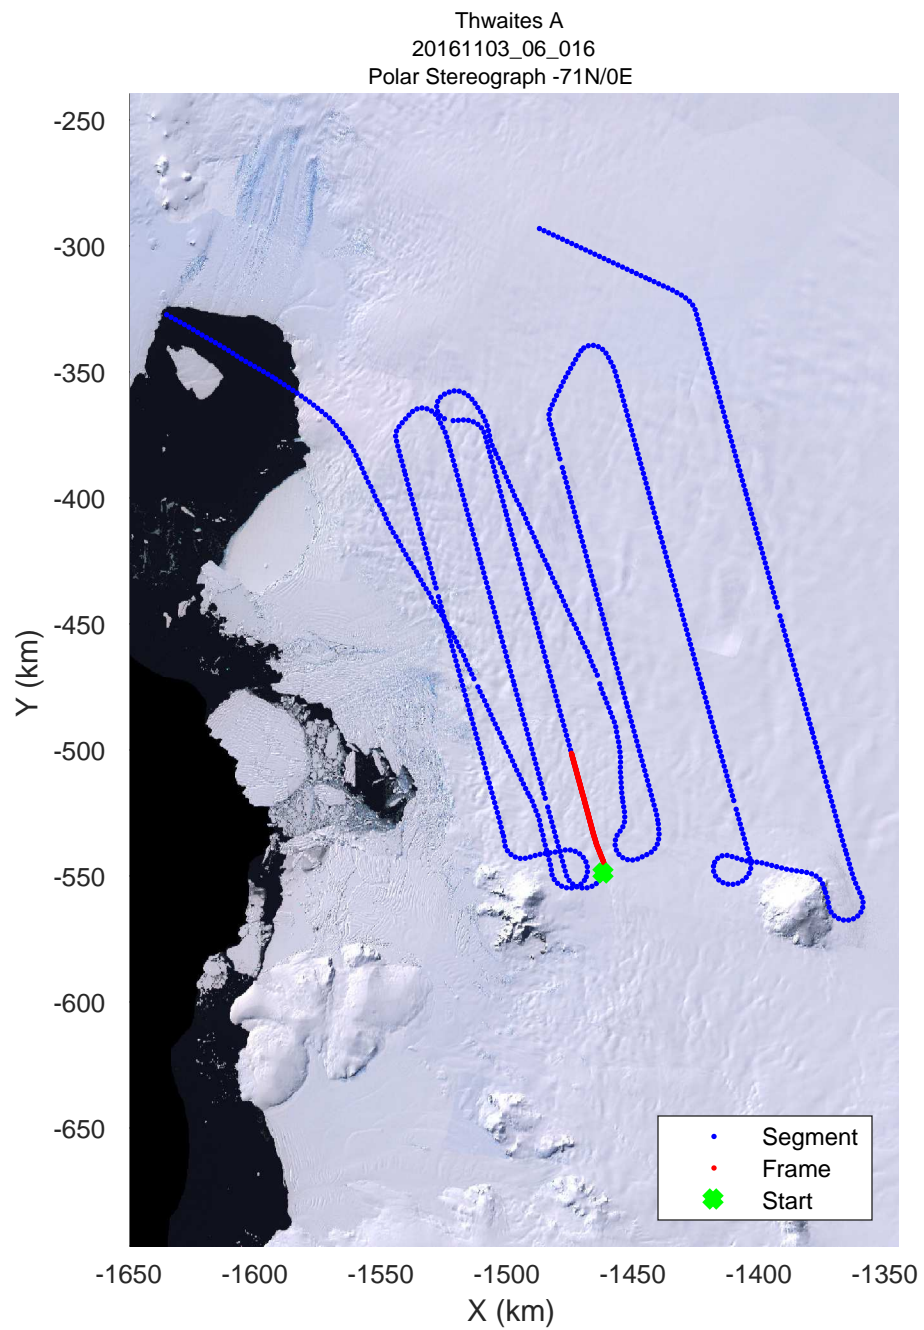 Thwaites A
20161103_06_016
Polar Stereograph -71N/0E
-250
-300
-350
-400
-450
-500
-550
-600
-650
Y (km)
Segment
Frame
Start
-1650 -1600 -1550 -1500 -1450 -1400 -1350
X (km)